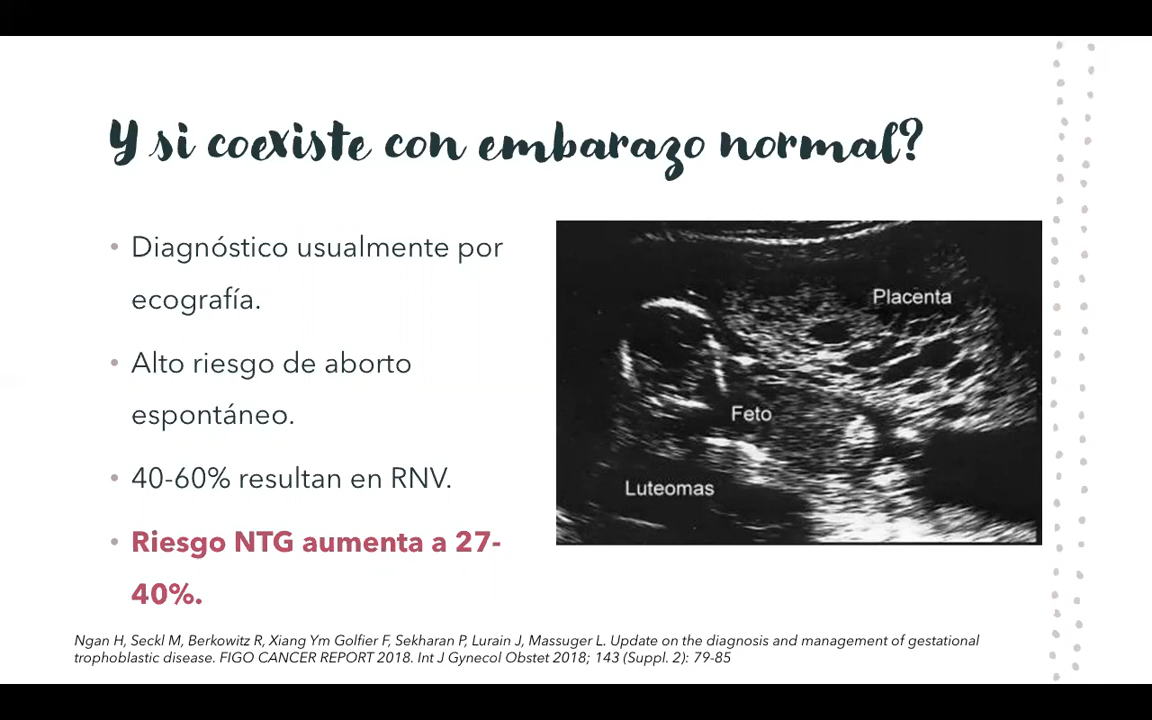 Y si coexiste con embarazo normal?
• Diagnóstico usualmente por
ecografía.
• Alto riesgo de aborto
espontáneo.
• 40-60% resultan en RNV.
• Riesgo NTG aumenta a 27-
40%.
Placenta
Feto
Luteomas
Ngan H, Seckl M, Berkowitz R, Xiang Ym Golfier F, Sekharan P, Lurain J, Massuger L. Update on the diagnosis and management of gestational
trophoblastic disease. FIGO CANCER REPORT 2018. Int J Gynecol Obstet 2018; 143 (Suppl. 2): 79-85